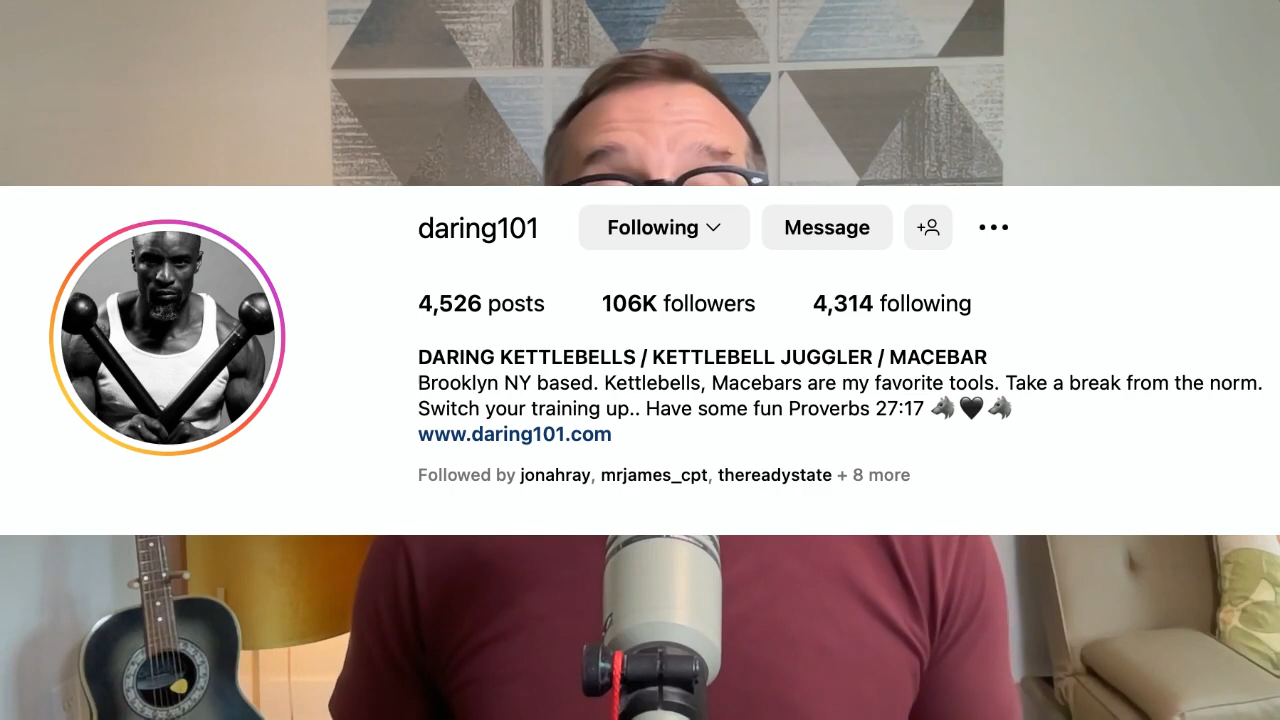 daring101 Following Message
4,526 posts 106K followers 4,314 following
DARING KETTLEBELLS / KETTLEBELL JUGGLER / MACEBAR
Brooklyn NY based. Kettlebells, Macebars are my favorite tools. Take a break from the norm.
Switch your training up.. Have some fun Proverbs 27:17 🐺🖤🐺
www.daring101.com
Followed by jonahray, mrjames_cpt, thereadystate + 8 more